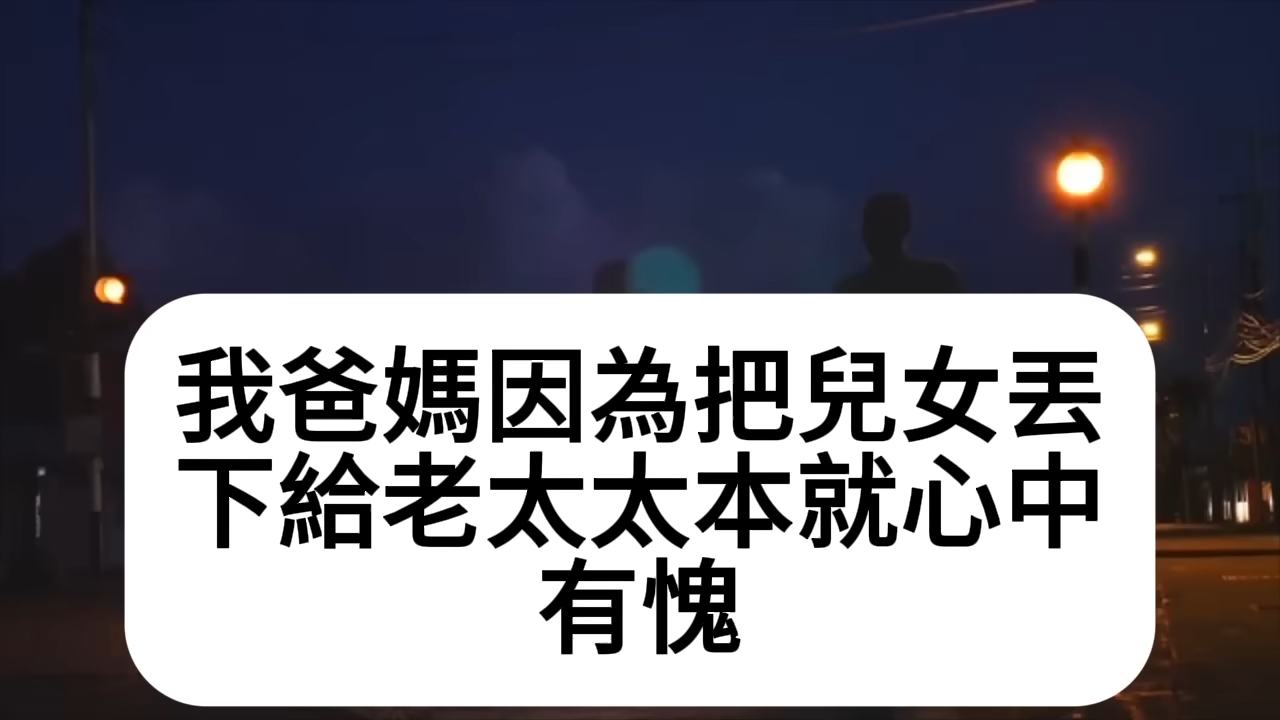 我爸媽因為把兒女丟
下給老太太本就心中
有愧